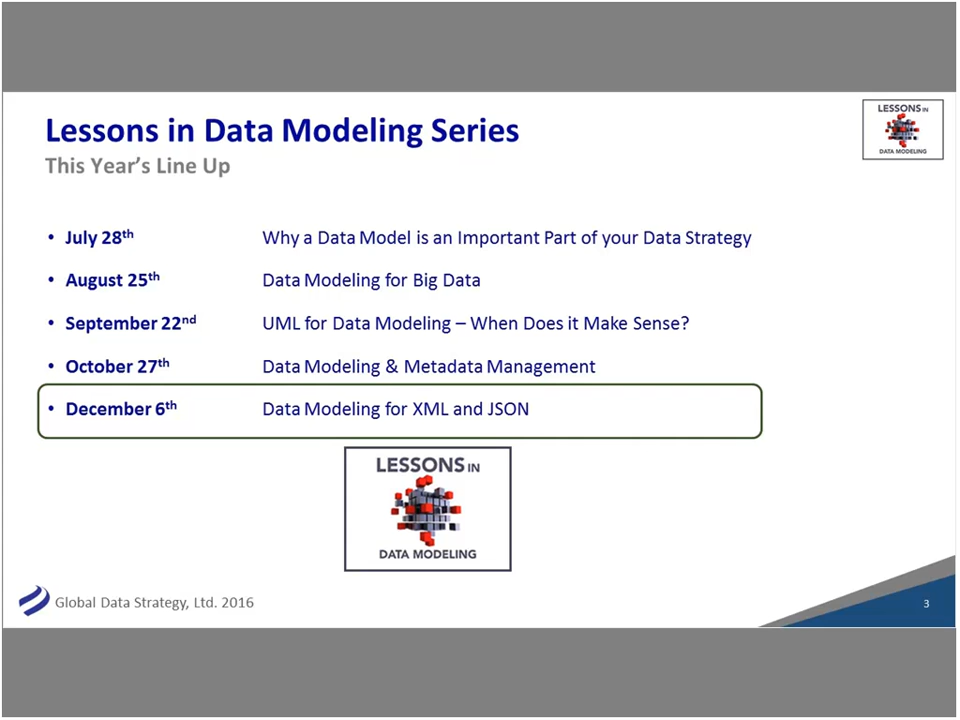 Lessons in Data Modeling Series
This Year's Line Up
LESSONS IN
DATA MODELING
• July 28th Why a Data Model is an Important Part of your Data Strategy
• August 25th Data Modeling for Big Data
• September 22nd UML for Data Modeling – When Does it Make Sense?
• October 27th Data Modeling & Metadata Management
• December 6th Data Modeling for XML and JSON
LESSONS IN
DATA MODELING
Global Data Strategy, Ltd. 2016
3